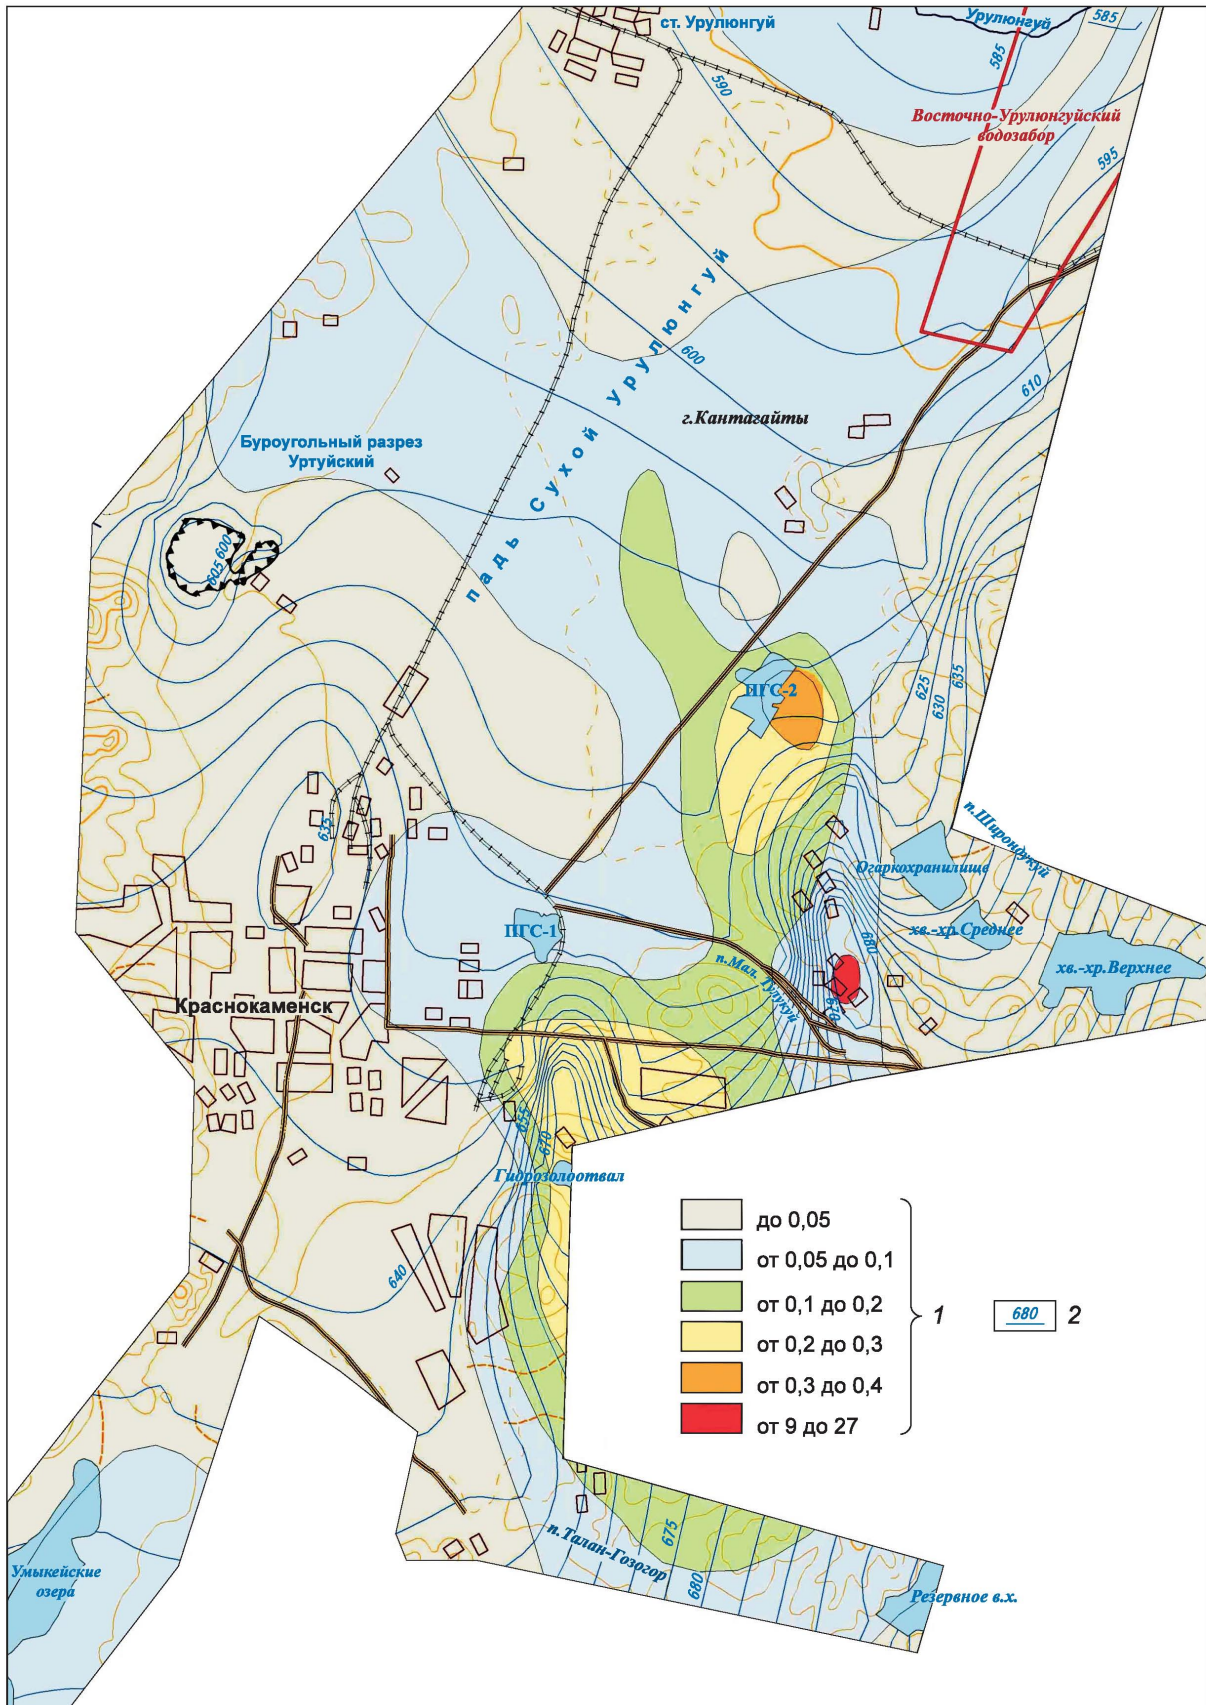 ст. Урулюнгуй
Урулюнгуй
585
585
590
Восточно-Урулюнгуйский
водозабор
595
падь Сухой Урулюнгуй
600
610
г.Кантагайты
Буроугольный разрез
Уртуйский
600
605
625
630
635
ПГС-2
635
п.Широндукуй
Огаркохранилище
ПГС-1
680
хв.-хр.Среднее
хв.-хр.Верхнее
п.Мал. Тулукуй
670
Краснокаменск
655
670
Гидрозолоотвал
640
до 0,05
от 0,05 до 0,1
от 0,1 до 0,2
от 0,2 до 0,3
от 0,3 до 0,4
от 9 до 27
1
680
2
675
п.Талан-Гозогор
680
Резервное в.х.
Умыкейские
озера